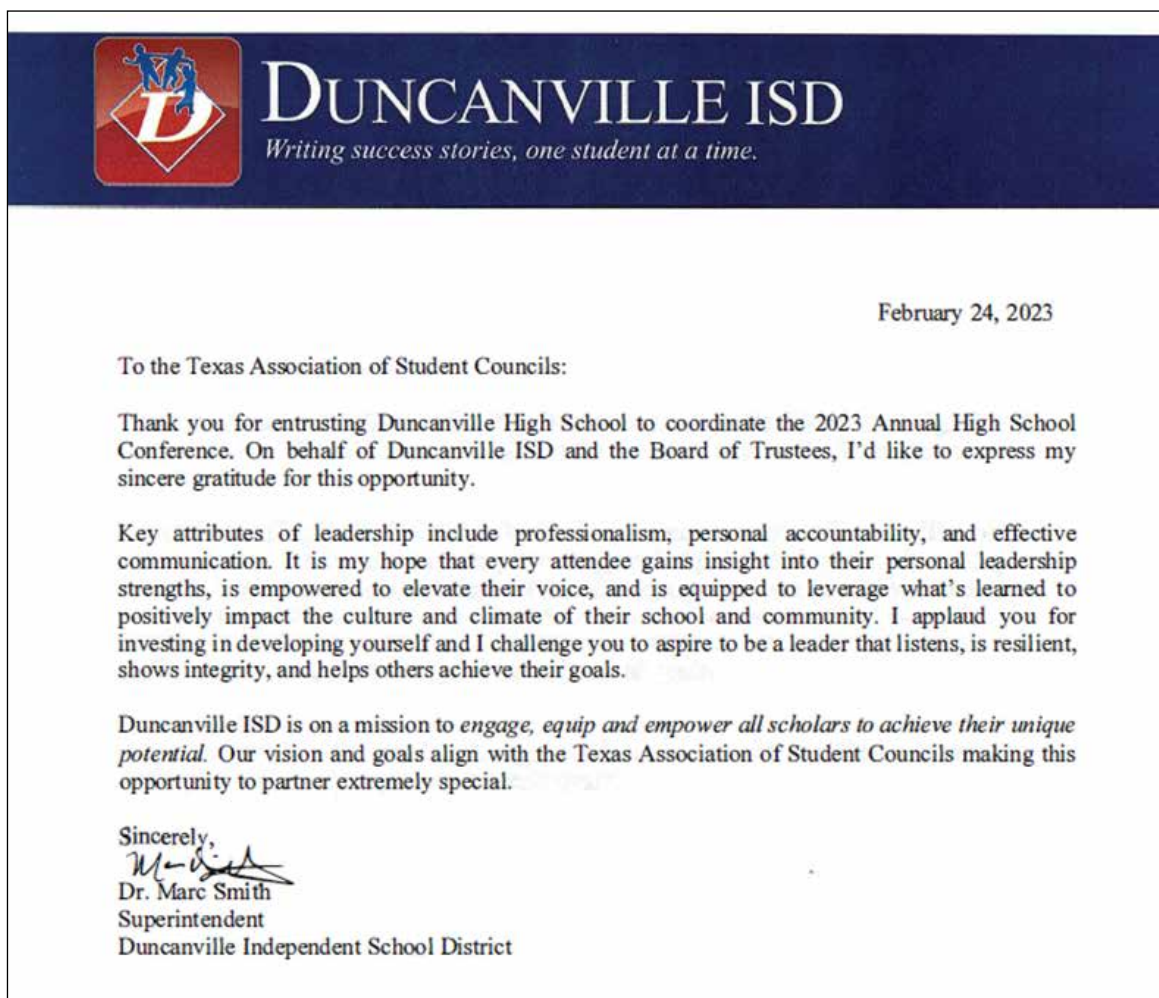 D
DUNCANVILLE ISD
Writing success stories, one student at a time.
February 24, 2023
To the Texas Association of Student Councils:
Thank you for entrusting Duncanville High School to coordinate the 2023 Annual High School
Conference. On behalf of Duncanville ISD and the Board of Trustees, I'd like to express my
sincere gratitude for this opportunity.
Key attributes of leadership include professionalism, personal accountability, and effective
communication. It is my hope that every attendee gains insight into their personal leadership
strengths, is empowered to elevate their voice, and is equipped to leverage what's learned to
positively impact the culture and climate of their school and community. I applaud you for
investing in developing yourself and I challenge you to aspire to be a leader that listens, is resilient,
shows integrity, and helps others achieve their goals.
Duncanville ISD is on a mission to engage, equip and empower all scholars to achieve their unique
potential. Our vision and goals align with the Texas Association of Student Councils making this
opportunity to partner extremely special.
Sincerely,
Dr. Marc Smith
Superintendent
Duncanville Independent School District